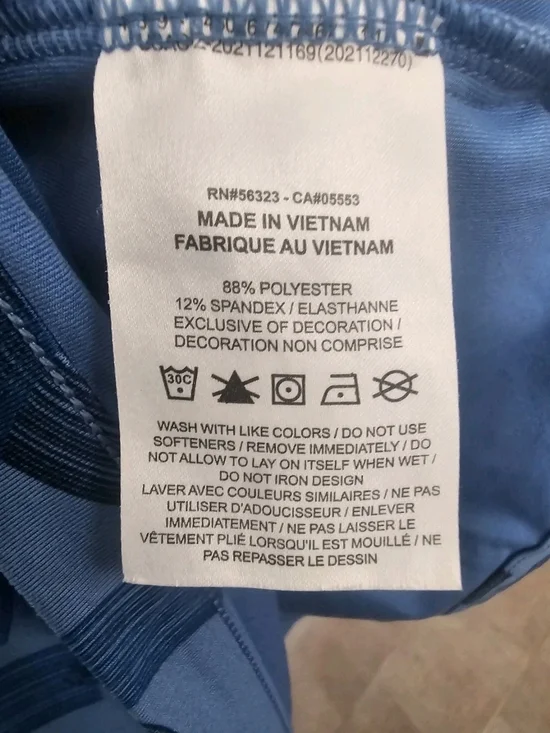 2021121169(202112270)
RN#56323 - CA#05553
MADE IN VIETNAM
FABRIQUE AU VIETNAM
88% POLYESTER
12% SPANDEX / ELASTHANNE
EXCLUSIVE OF DECORATION /
DECORATION NON COMPRISE
30C
WASH WITH LIKE COLORS / DO NOT USE
SOFTENERS / REMOVE IMMEDIATELY / DO
NOT ALLOW TO LAY ON ITSELF WHEN WET /
DO NOT IRON DESIGN
LAVER AVEC COULEURS SIMILAIRES / NE PAS
UTILISER D'ADOUCISSEUR / ENLEVER
IMMEDIATEMENT / NE PAS LAISSER LE
VÊTEMENT PLIÉ LORSQU'IL EST MOUILLÉ / NE
PAS REPASSER LE DESSIN